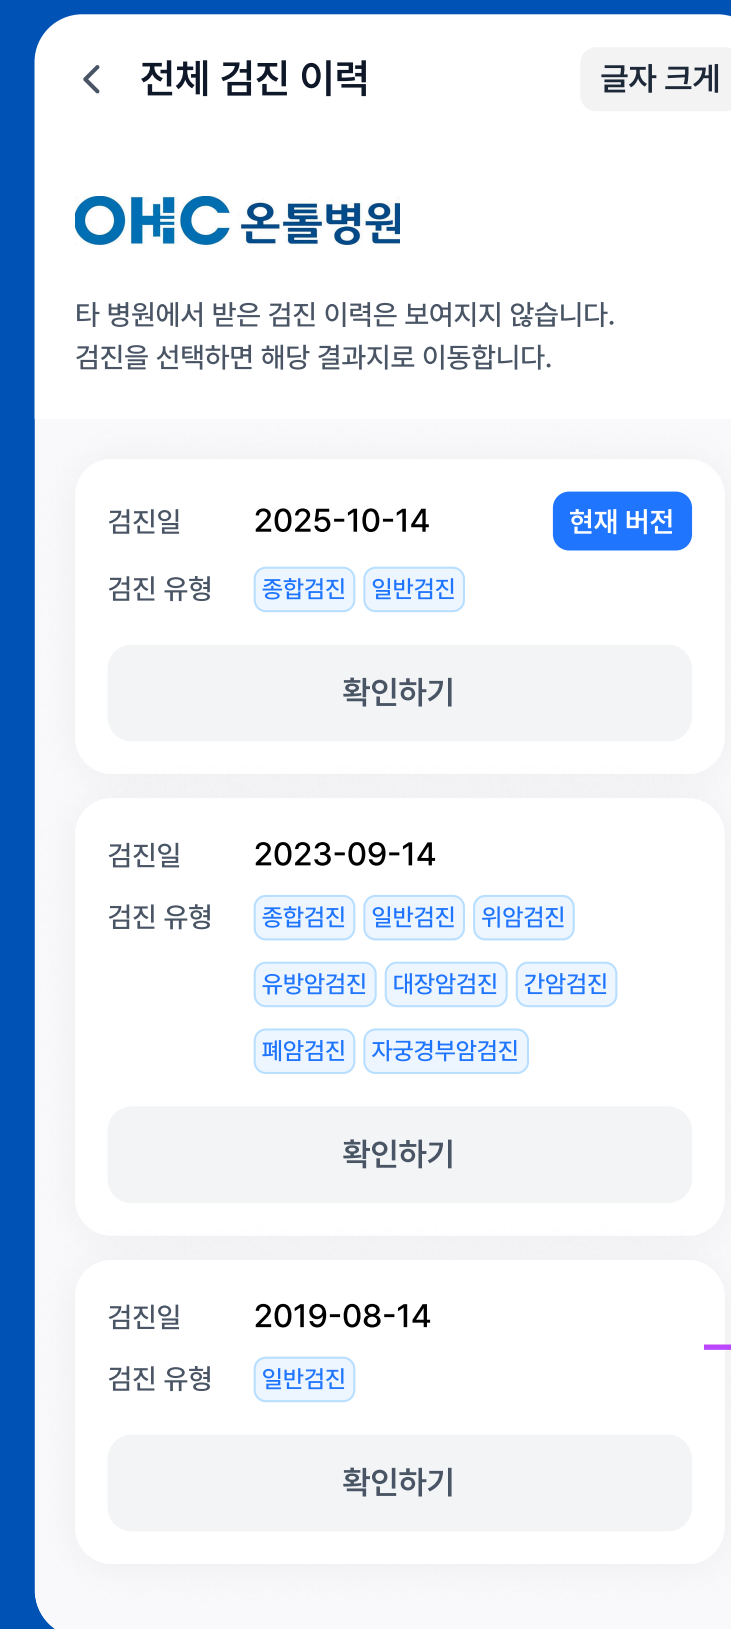 전체 검진 이력
글자 크게
OHC 온톨병원
타 병원에서 받은 검진 이력은 보여지지 않습니다.
검진을 선택하면 해당 결과지로 이동합니다.
검진일 2025-10-14 현재 버전
검진 유형 종합검진 일반검진
확인하기
검진일 2023-09-14
검진 유형 종합검진 일반검진 위암검진
유방암검진 대장암검진 간암검진
폐암검진 자궁경부암검진
확인하기
검진일 2019-08-14
검진 유형 일반검진
확인하기